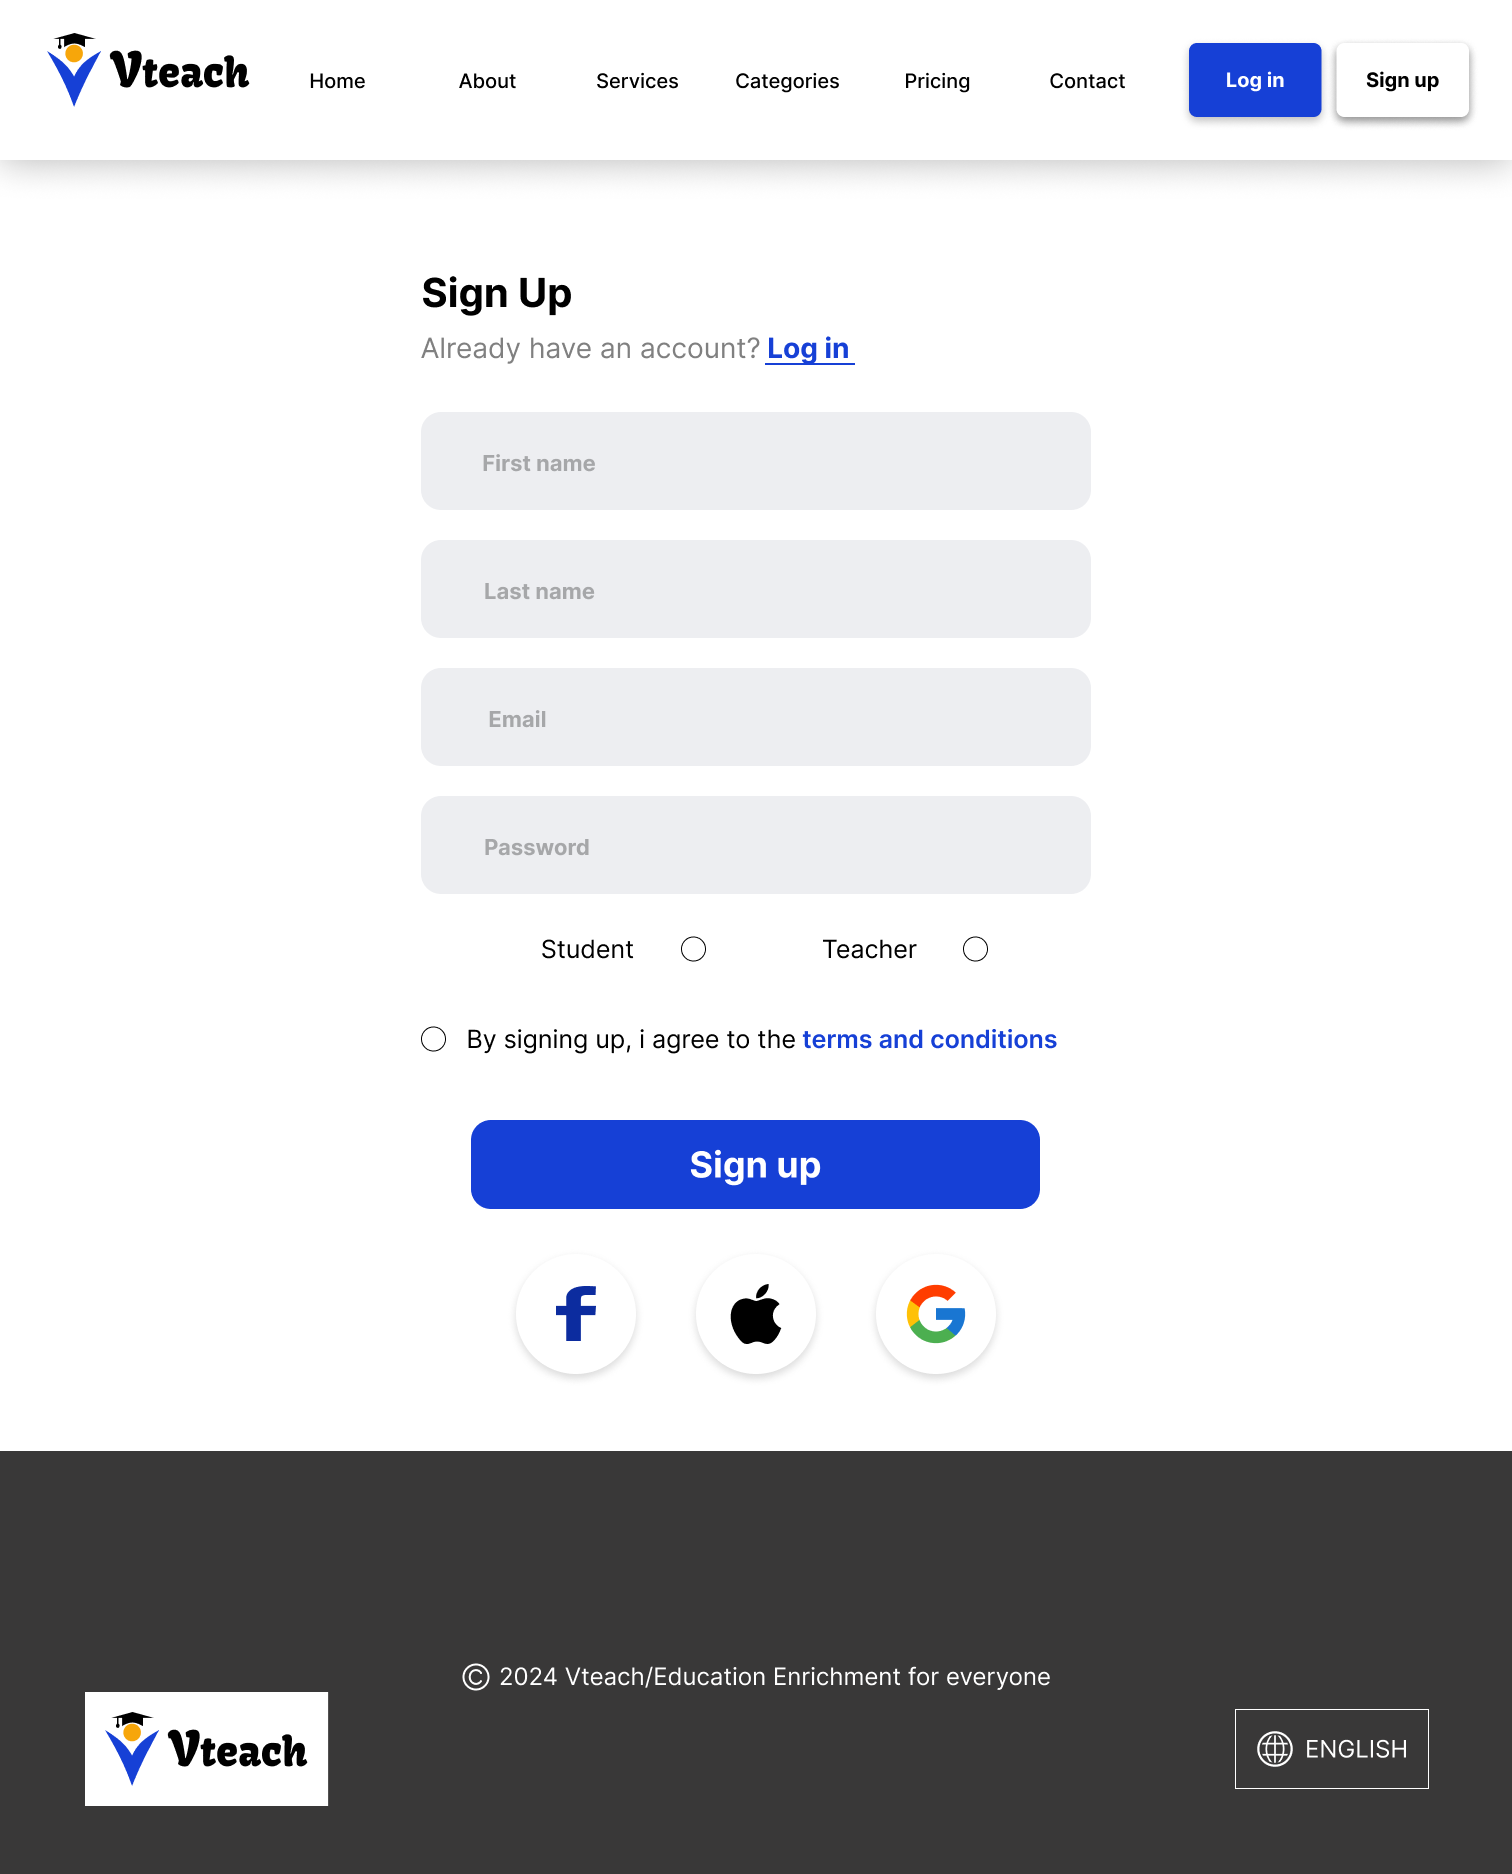 Vteach
Home About Services Categories Pricing Contact Log in Sign up
Sign Up
Already have an account? Log in
First name
Last name
Email
Password
Student Teacher
By signing up, i agree to the terms and conditions
Sign up
© 2024 Vteach/Education Enrichment for everyone
Vteach
ENGLISH